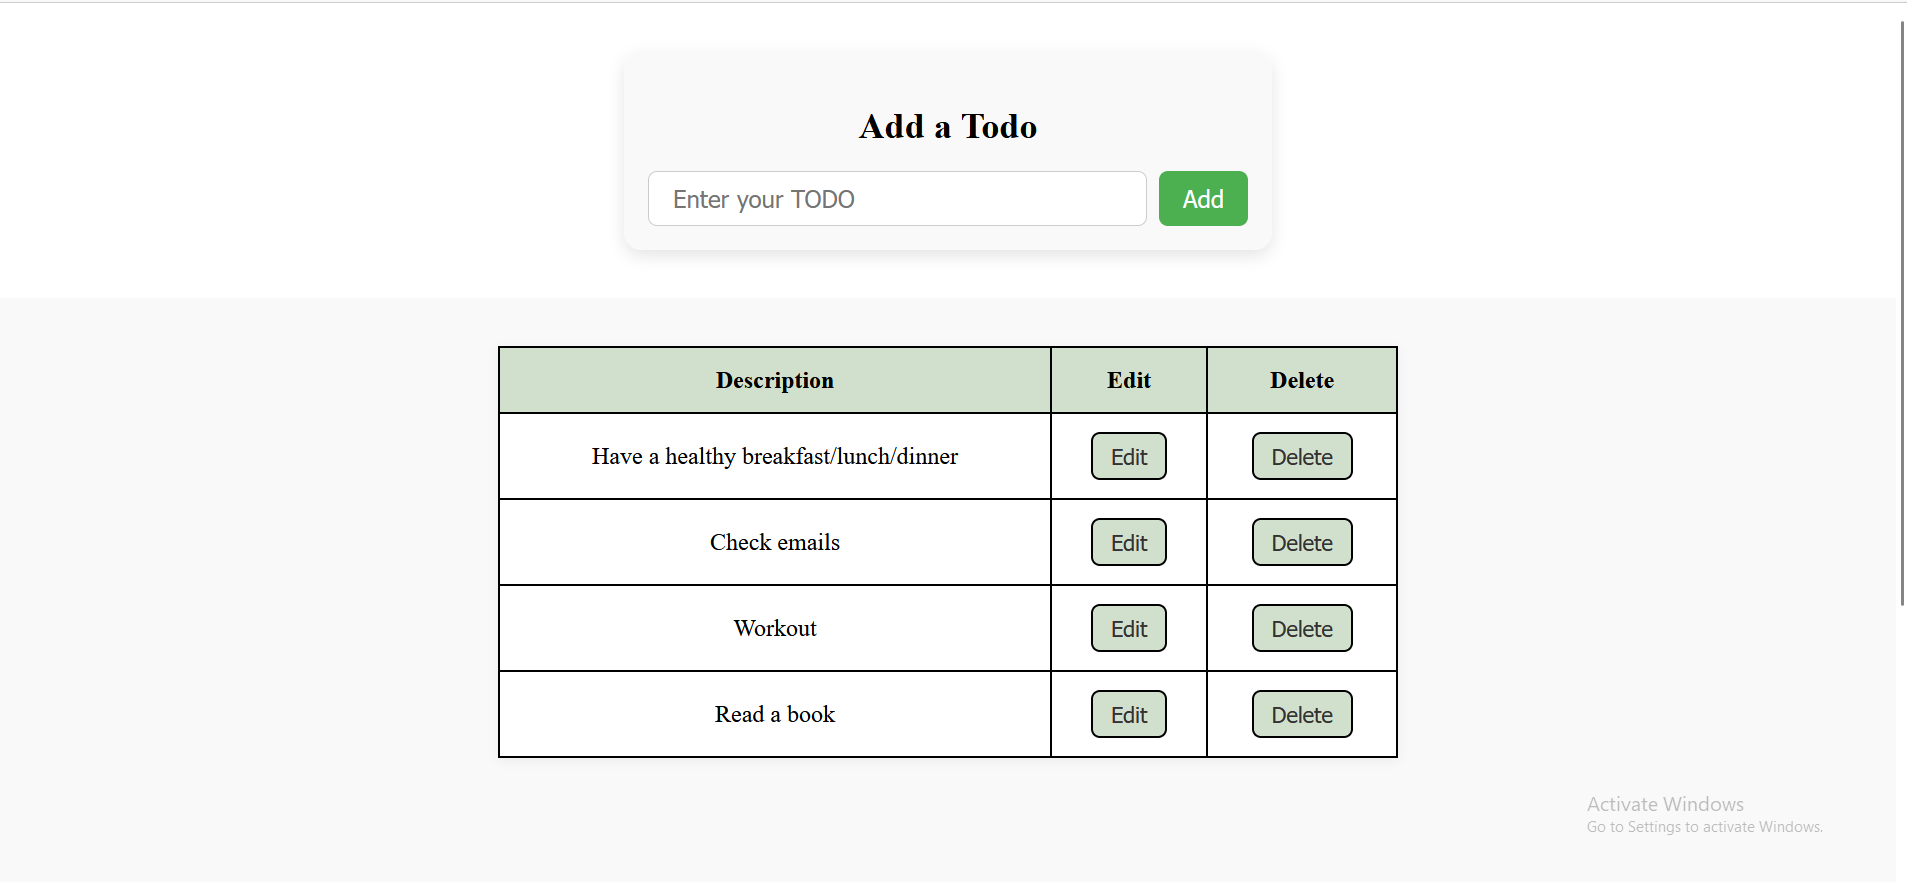 Add a Todo
Enter your TODO Add
Description Edit Delete
Have a healthy breakfast/lunch/dinner Edit Delete
Check emails Edit Delete
Workout Edit Delete
Read a book Edit Delete
Activate Windows
Go to Settings to activate Windows.